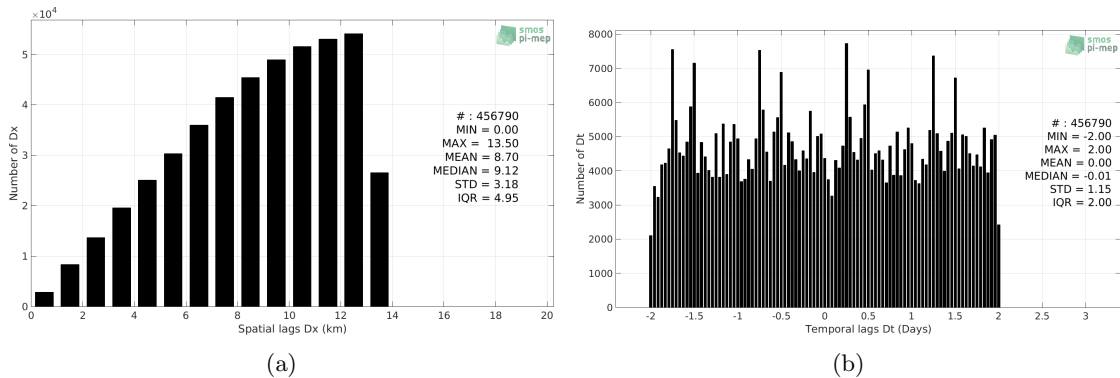 ×10⁴
5
4
3
2
1
0
Number of Dx
0 2 4 6 8 10 12 14 16 18 20
Spatial lags Dx (km)
smos
pi-mep
# : 456790
MIN = 0.00
MAX = 13.50
MEAN = 8.70
MEDIAN = 9.12
STD = 3.18
IQR = 4.95
(a)
8000
7000
6000
5000
4000
3000
2000
1000
0
Number of Dt
-2 -1.5 -1 -0.5 0 0.5 1 1.5 2 2.5 3
Temporal lags Dt (Days)
smos
pi-mep
# : 456790
MIN = -2.00
MAX = 2.00
MEAN = 0.00
MEDIAN = -0.01
STD = 1.15
IQR = 2.00
(b)